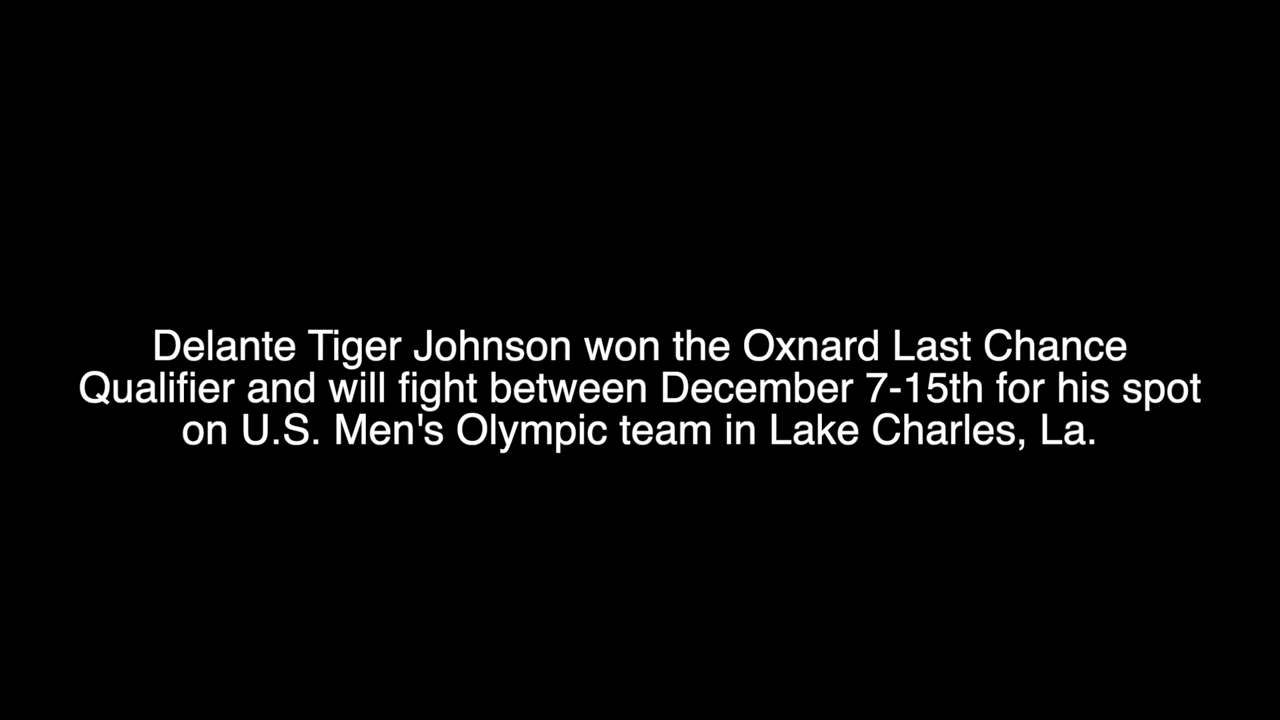 Delante Tiger Johnson won the Oxnard Last Chance
Qualifier and will fight between December 7-15th for his spot
on U.S. Men's Olympic team in Lake Charles, La.